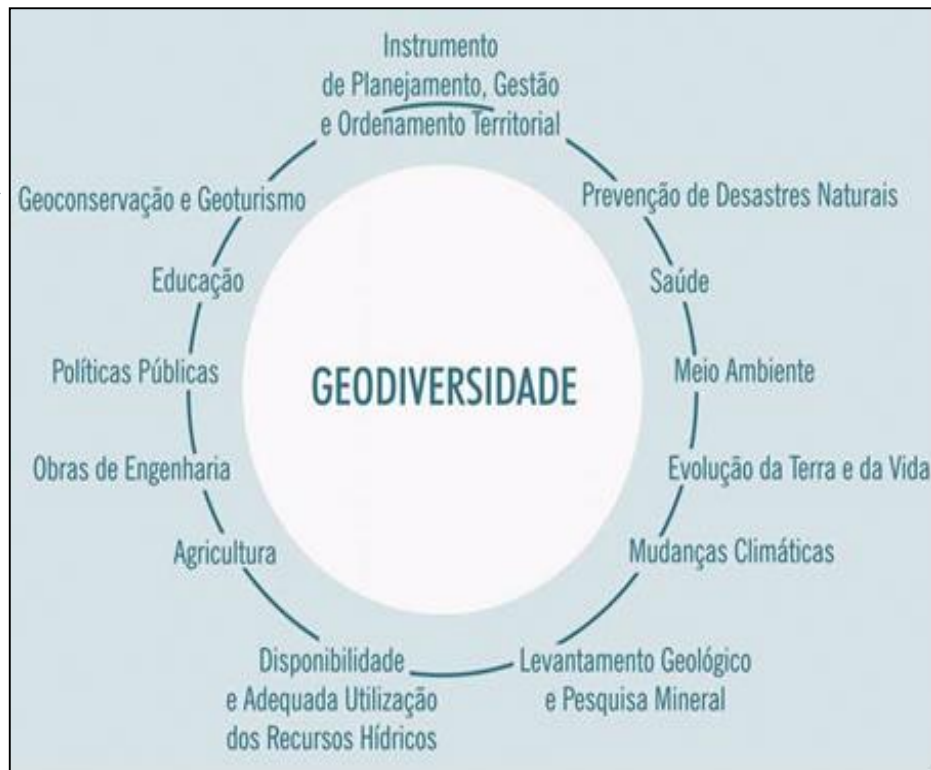 Instrumento
de Planejamento, Gestão
e Ordenamento Territorial
Prevenção de Desastres Naturais
Saúde
Meio Ambiente
Evolução da Terra e da Vida
Mudanças Climáticas
Levantamento Geológico
e Pesquisa Mineral
Disponibilidade
e Adequada Utilização
dos Recursos Hídricos
Agricultura
Obras de Engenharia
Políticas Públicas
Educação
Geoconservação e Geoturismo
GEODIVERSIDADE